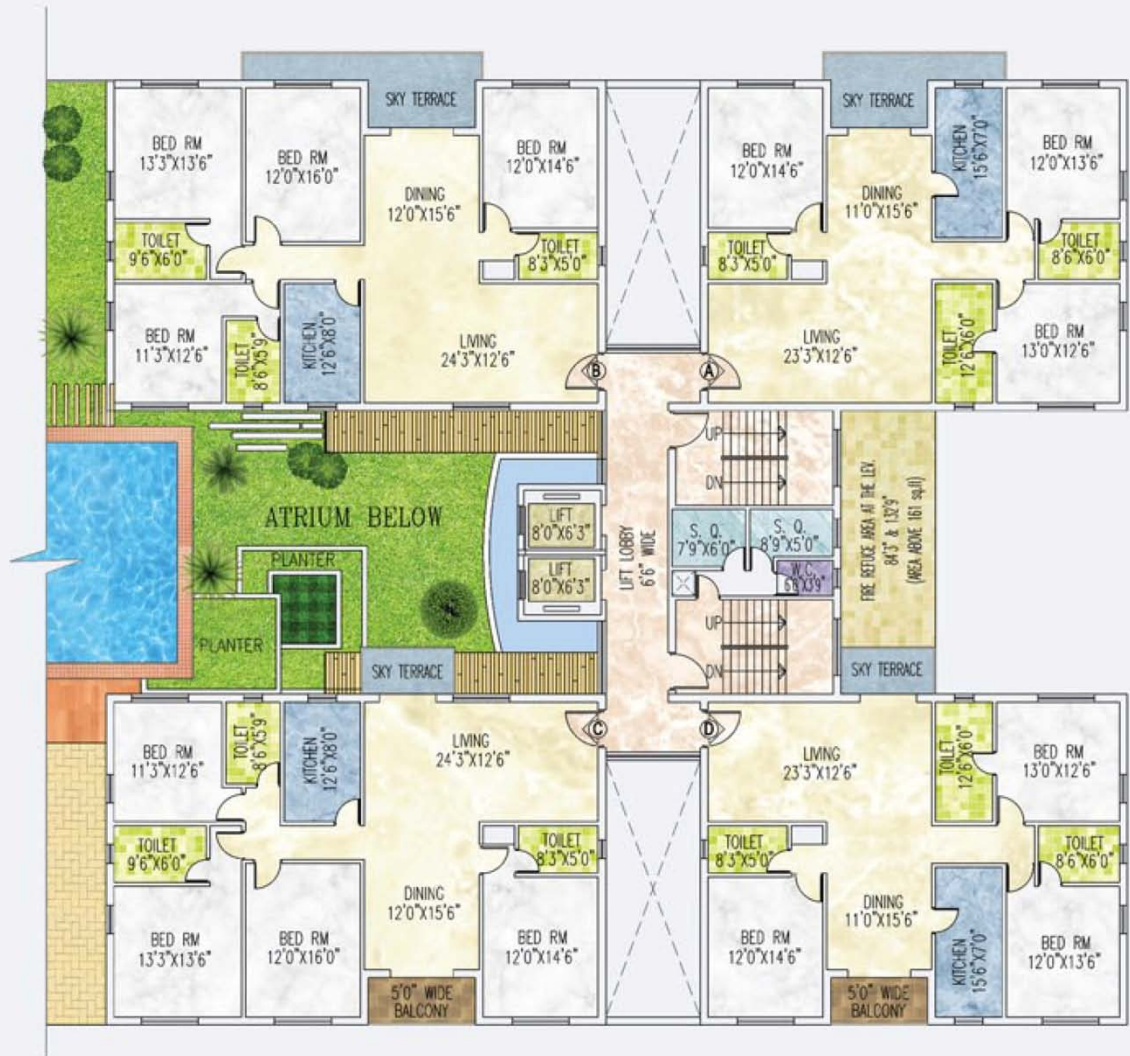 SKY TERRACE
BED RM
13'3"X13'6"
BED RM
12'0"X16'0"
DINING
12'0"X15'6"
BED RM
12'0"X14'6"
TOILET
9'6"X6'0"
TOILET
8'3"X5'0"
BED RM
11'3"X12'6"
TOILET
8'6"X5'9"
KITCHEN
12'6"X8'0"
LIVING
24'3"X12'6"
B
SKY TERRACE
BED RM
12'0"X14'6"
DINING
11'0"X15'6"
KITCHEN
15'6"X7'0"
BED RM
12'0"X13'6"
TOILET
8'3"X5'0"
TOILET
8'6"X6'0"
LIVING
23'3"X12'6"
TOILET
12'6"X6'0"
BED RM
13'0"X12'6"
A
ATRIUM BELOW
PLANTER
PLANTER
LIFT
8'0"X6'3"
LIFT
8'0"X6'3"
LIFT LOBBY
6'6" WIDE
UP
DN
S. Q.
7'9"X6'0"
S. Q.
8'9"X5'0"
W.C.
UP
DN
FIRE REFUGE AREA AT THE LEV.
84'3" & 132'9"
(AREA ABOVE 161 sq.ft)
SKY TERRACE
SKY TERRACE
BED RM
11'3"X12'6"
TOILET
8'6"X5'9"
KITCHEN
12'6"X8'0"
LIVING
24'3"X12'6"
C
TOILET
9'6"X6'0"
TOILET
8'3"X5'0"
DINING
12'0"X15'6"
BED RM
13'3"X13'6"
BED RM
12'0"X16'0"
BED RM
12'0"X14'6"
5'0" WIDE
BALCONY
D
LIVING
23'3"X12'6"
TOILET
12'6"X6'0"
BED RM
13'0"X12'6"
TOILET
8'3"X5'0"
TOILET
8'6"X6'0"
DINING
11'0"X15'6"
BED RM
12'0"X14'6"
KITCHEN
15'6"X7'0"
BED RM
12'0"X13'6"
5'0" WIDE
BALCONY